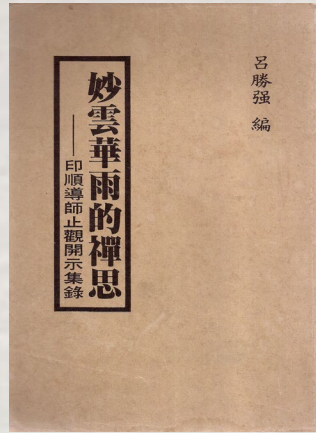 呂勝强 編
妙雲華雨的禪思
——印順導師止觀開示集錄